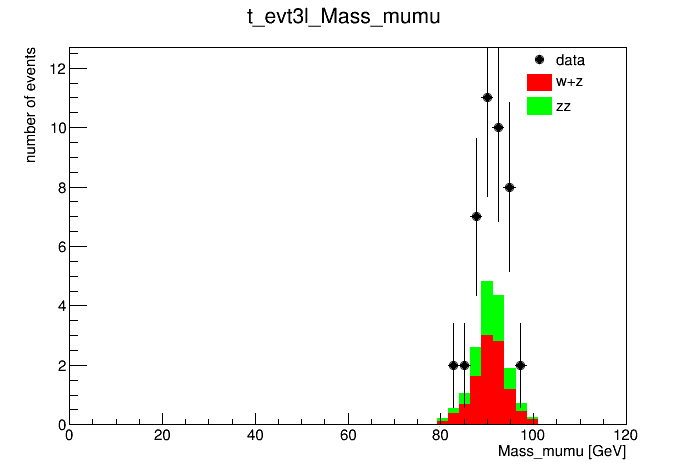 t_evt3l_Mass_mumu
number of events
12
10
8
6
4
2
0
data
w+z
zz
0 20 40 60 80 100 120
Mass_mumu [GeV]